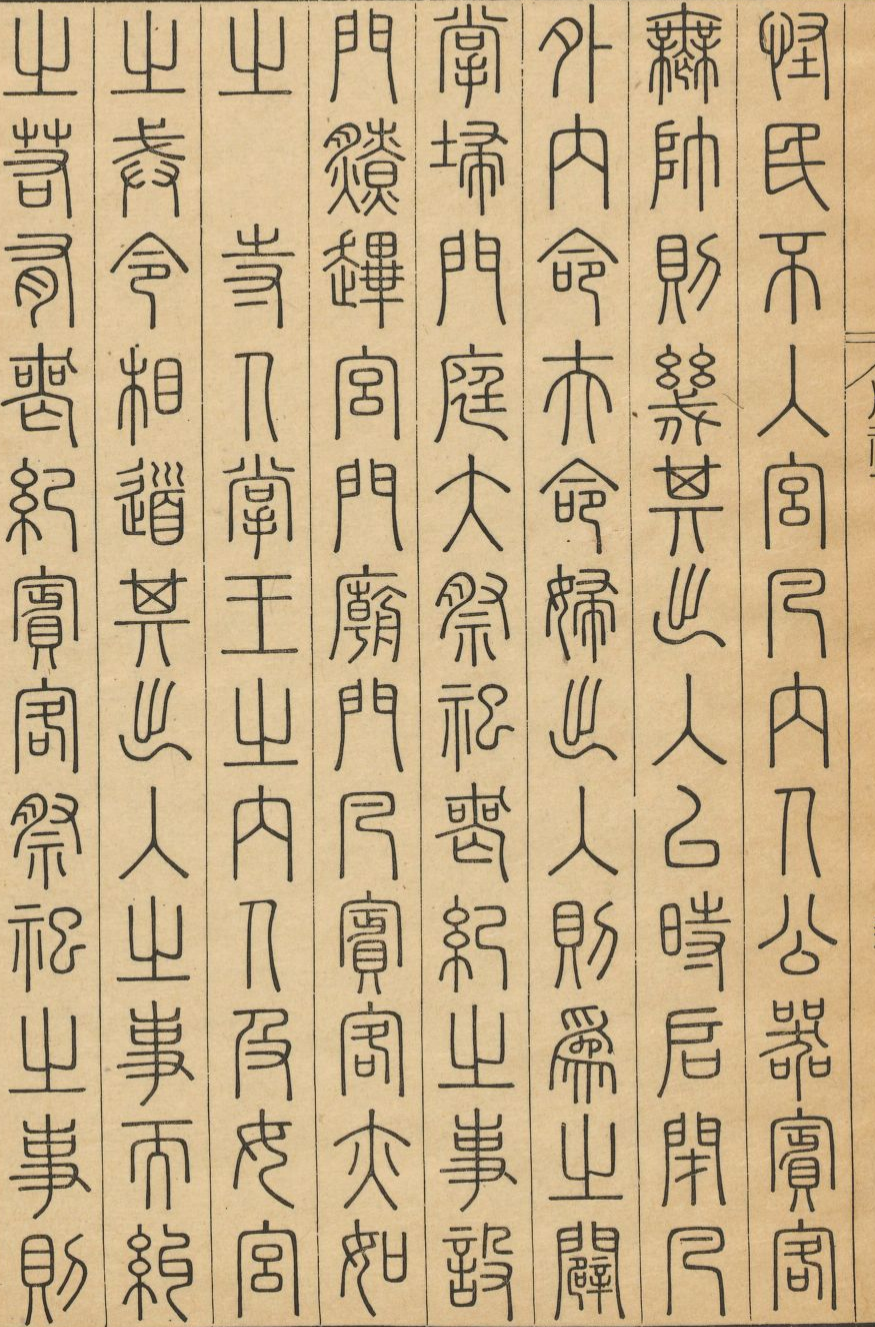 怪民不入宮凡內人公器賓客
無帥則幾其出入以時启閉凡
外內命夫命婦出入則為之闢
掌埽門庭大祭祀喪紀之事設
門燎蹕宮門廟門凡賓客亦如
之　寺人掌王之內人及女宮
之戒令相道其出入之事而糾
之若有喪紀賓客祭祀之事則